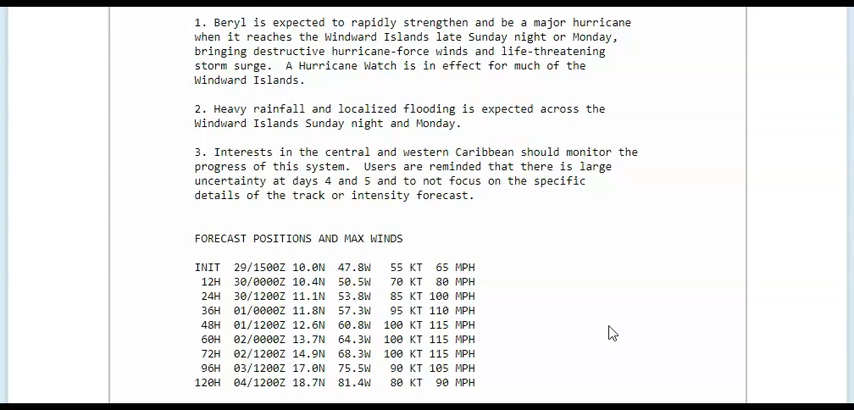 1. Beryl is expected to rapidly strengthen and be a major hurricane
when it reaches the Windward Islands late Sunday night or Monday,
bringing destructive hurricane-force winds and life-threatening
storm surge.  A Hurricane Watch is in effect for much of the
Windward Islands.
2. Heavy rainfall and localized flooding is expected across the
Windward Islands Sunday night and Monday.
3. Interests in the central and western Caribbean should monitor the
progress of this system.  Users are reminded that there is large
uncertainty at days 4 and 5 and to not focus on the specific
details of the track or intensity forecast.
FORECAST POSITIONS AND MAX WINDS
INIT  29/1500Z 10.0N  47.8W   55 KT  65 MPH
12H  30/0000Z 10.4N  50.5W   70 KT  80 MPH
24H  30/1200Z 11.1N  53.8W   85 KT 100 MPH
36H  01/0000Z 11.8N  57.3W   95 KT 110 MPH
48H  01/1200Z 12.6N  60.8W  100 KT 115 MPH
60H  02/0000Z 13.7N  64.3W  100 KT 115 MPH
72H  02/1200Z 14.9N  68.3W  100 KT 115 MPH
96H  03/1200Z 17.0N  75.5W   90 KT 105 MPH
120H  04/1200Z 18.7N  81.4W   80 KT  90 MPH